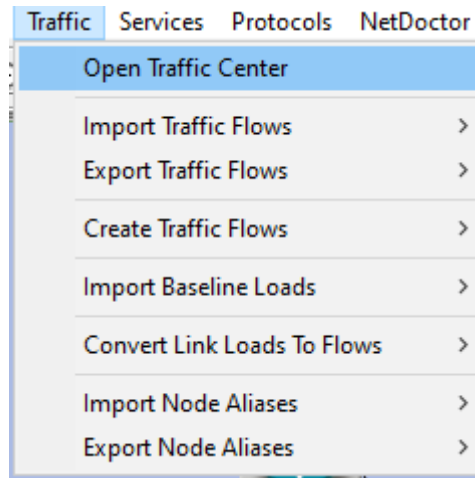 Traffic Services Protocols NetDoctor
Open Traffic Center
Import Traffic Flows
Export Traffic Flows
Create Traffic Flows
Import Baseline Loads
Convert Link Loads To Flows
Import Node Aliases
Export Node Aliases